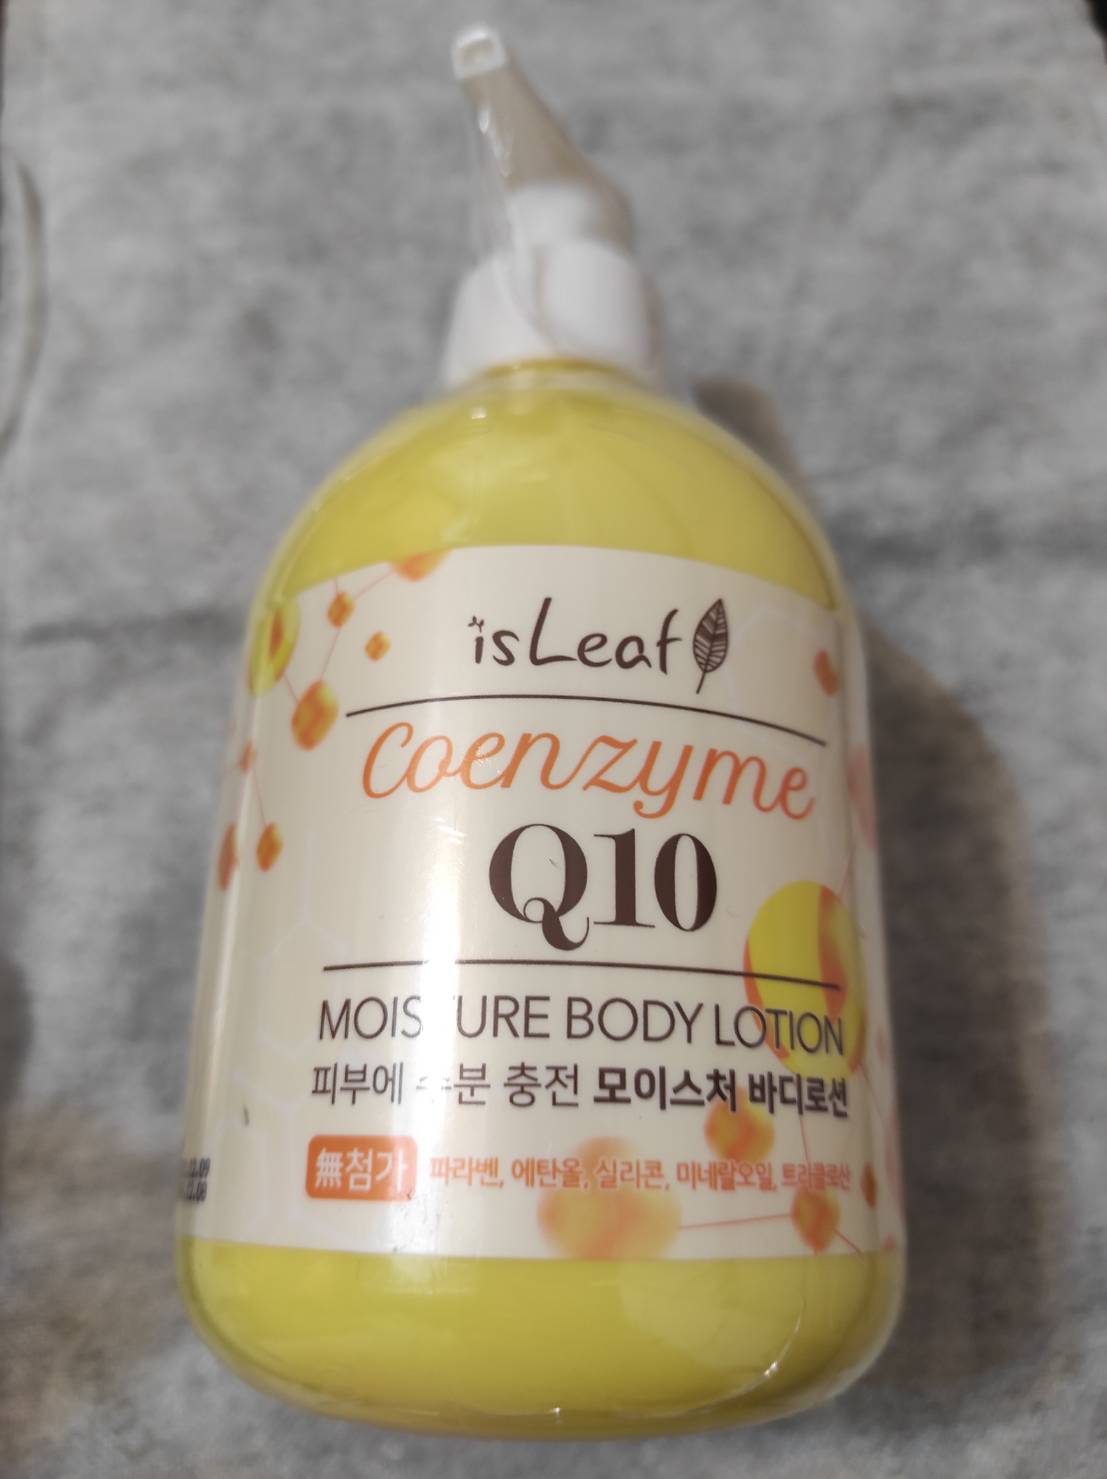 isLeaf
Coenzyme
Q10
MOISTURE BODY LOTION
피부에 수분 충전 모이스처 바디로션
無첨가 파라벤, 에탄올, 실리콘, 미네랄오일, 트리클로산